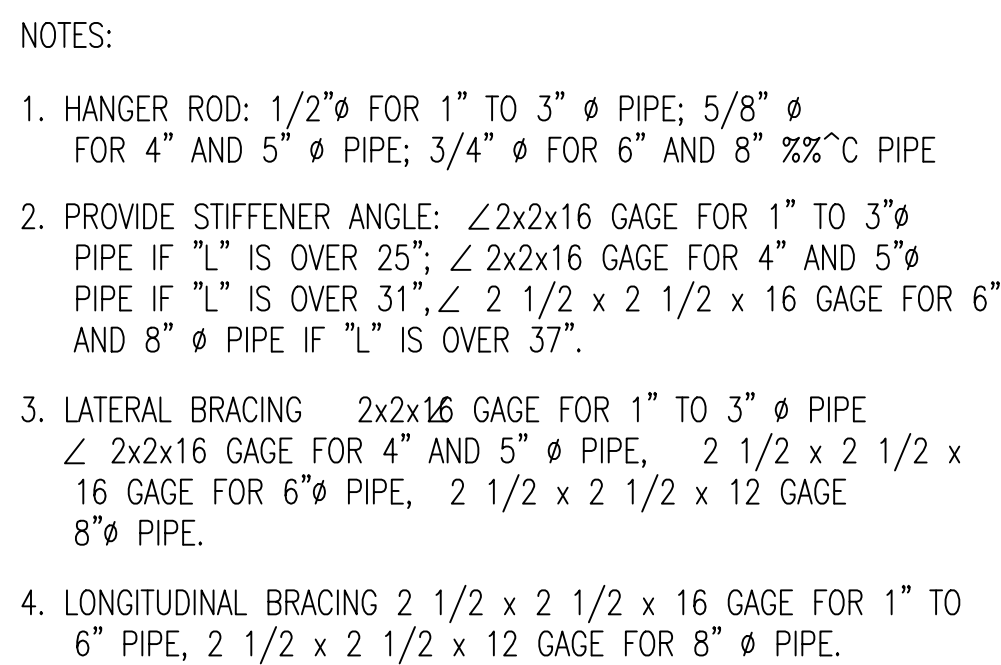 NOTES:
1. HANGER ROD: 1/2"ø FOR 1" TO 3" ø PIPE; 5/8" ø
FOR 4" AND 5" ø PIPE; 3/4" ø FOR 6" AND 8" %%^C PIPE
2. PROVIDE STIFFENER ANGLE: ∠2x2x16 GAGE FOR 1" TO 3"ø
PIPE IF "L" IS OVER 25"; ∠ 2x2x16 GAGE FOR 4" AND 5"ø
PIPE IF "L" IS OVER 31",∠ 2 1/2 x 2 1/2 x 16 GAGE FOR 6"
AND 8" ø PIPE IF "L" IS OVER 37".
3. LATERAL BRACING 2x2x16 GAGE FOR 1" TO 3" ø PIPE
∠ 2x2x16 GAGE FOR 4" AND 5" ø PIPE, 2 1/2 x 2 1/2 x
16 GAGE FOR 6"ø PIPE, 2 1/2 x 2 1/2 x 12 GAGE
8"ø PIPE.
4. LONGITUDINAL BRACING 2 1/2 x 2 1/2 x 16 GAGE FOR 1" TO
6" PIPE, 2 1/2 x 2 1/2 x 12 GAGE FOR 8" ø PIPE.